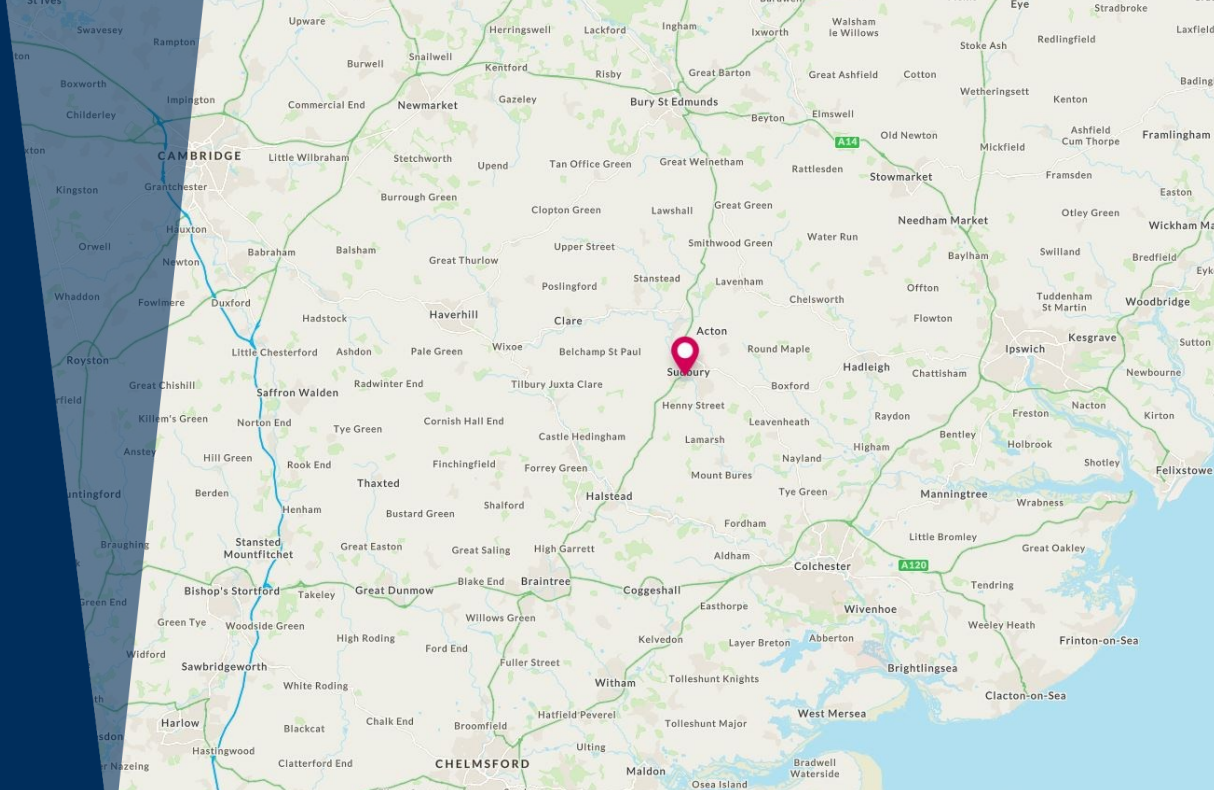 St Ives
Upware
Herringswell
Lackford
Ingham
Ixworth
Walsham
le Willows
Eye
Stradbroke
Swavesey
Rampton
Stoke Ash
Redlingfield
Laxfield
Burwell
Snailwell
Kentford
Risby
Great Barton
Great Ashfield
Cotton
Boxworth
Impington
Commercial End
Newmarket
Gazeley
Bury St Edmunds
Wetheringsett
Kenton
Childerley
Beyton
Elmswell
Old Newton
Ashfield
Cum Thorpe
Framlingham
A14
CAMBRIDGE
Little Wilbraham
Stetchworth
Upend
Tan Office Green
Great Welnetham
Rattlesden
Mickfield
Stowmarket
Framsden
Kingston
Grantchester
Burrough Green
Easton
Clopton Green
Lawshall
Great Green
Needham Market
Otley Green
Hauxton
Wickham Ma
Orwell
Babraham
Balsham
Upper Street
Smithwood Green
Water Run
Newton
Great Thurlow
Baylham
Swilland
Bredfield
Poslingford
Stanstead
Lavenham
Offton
Whaddon
Fowlmere
Duxford
Chelsworth
Tuddenham
St Martin
Woodbridge
Hadstock
Haverhill
Clare
Acton
Flowton
Kesgrave
Little Chesterford
Ashdon
Pale Green
Wixoe
Belchamp St Paul
Round Maple
Ipswich
Sutton
Royston
Sudbury
Hadleigh
Chattisham
Newbourne
Great Chishill
Saffron Walden
Radwinter End
Tilbury Juxta Clare
Boxford
Killem's Green
Norton End
Tye Green
Cornish Hall End
Henny Street
Leavenheath
Raydon
Freston
Nacton
Kirton
Anstey
Castle Hedingham
Lamarsh
Higham
Bentley
Holbrook
Hill Green
Rook End
Finchingfield
Forrey Green
Mount Bures
Nayland
Shotley
Felixstowe
Berden
Thaxted
Halstead
Tye Green
Manningtree
Wrabness
Henham
Bustard Green
Shalford
Fordham
Little Bromley
Braughing
Stansted
Mountfitchet
Great Easton
Great Saling
High Garrett
Aldham
Colchester
A120
Great Oakley
Bishop's Stortford
Takeley
Great Dunmow
Blake End
Braintree
Coggeshall
Tendring
Easthorpe
Wivenhoe
Green Tye
Woodside Green
Willows Green
High Roding
Ford End
Kelvedon
Layer Breton
Abberton
Weeley Heath
Frinton-on-Sea
Widford
Sawbridgeworth
Fuller Street
Brightlingsea
White Roding
Witham
Tolleshunt Knights
Clacton-on-Sea
Harlow
Blackcat
Chalk End
Broomfield
Hatfield Peverel
Tolleshunt Major
West Mersea
Hastingwood
Clatterford End
CHELMSFORD
Ulting
Maldon
Bradwell
Waterside
Nazeing
Osea Island